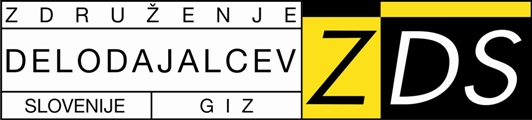 ZDRUŽENJE
DELODAJALCEV
SLOVENIJE GIZ
ZDS